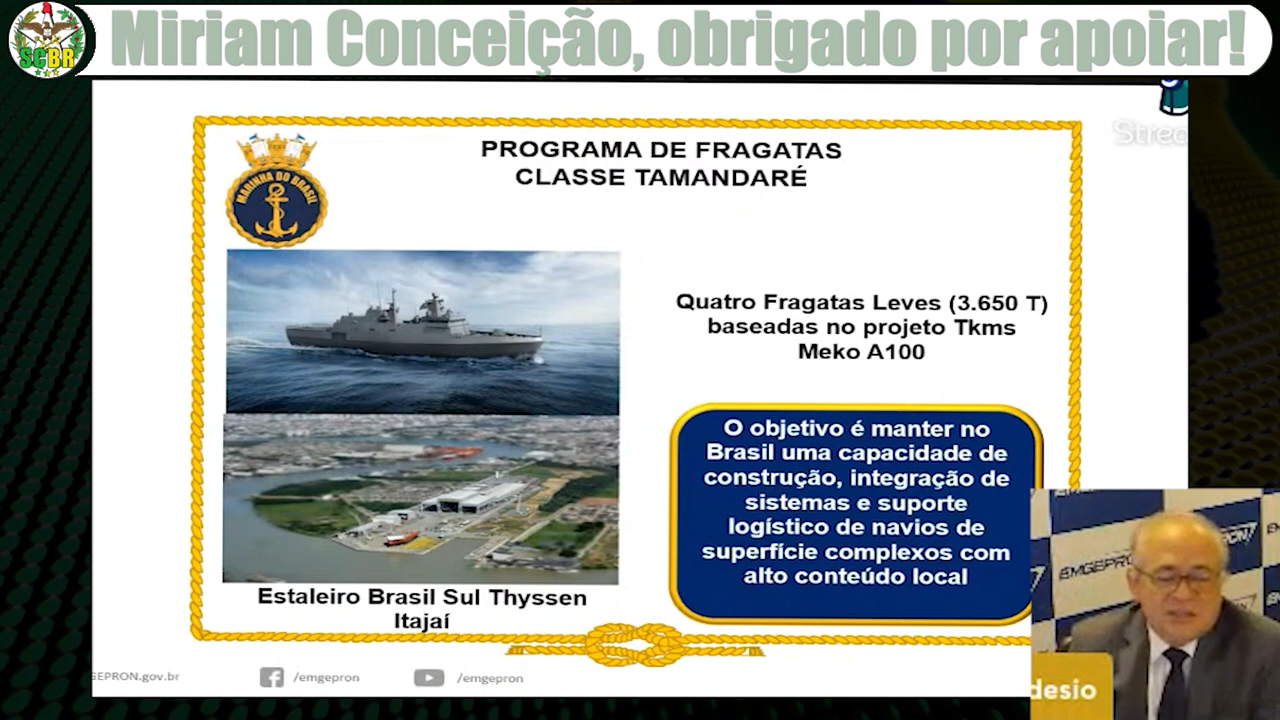 Miriam Conceição, obrigado por apoiar!
SCBR
MARINHA DO BRASIL
PROGRAMA DE FRAGATAS
CLASSE TAMANDARÉ
Quatro Fragatas Leves (3.650 T)
baseadas no projeto Tkms
Meko A100
O objetivo é manter no
Brasil uma capacidade de
construção, integração de
sistemas e suporte
logístico de navios de
superfície complexos com
alto conteúdo local
Estaleiro Brasil Sul Thyssen
Itajaí
GEPRON.gov.br
/emgepron
/emgepron
EMGEPRON
desio